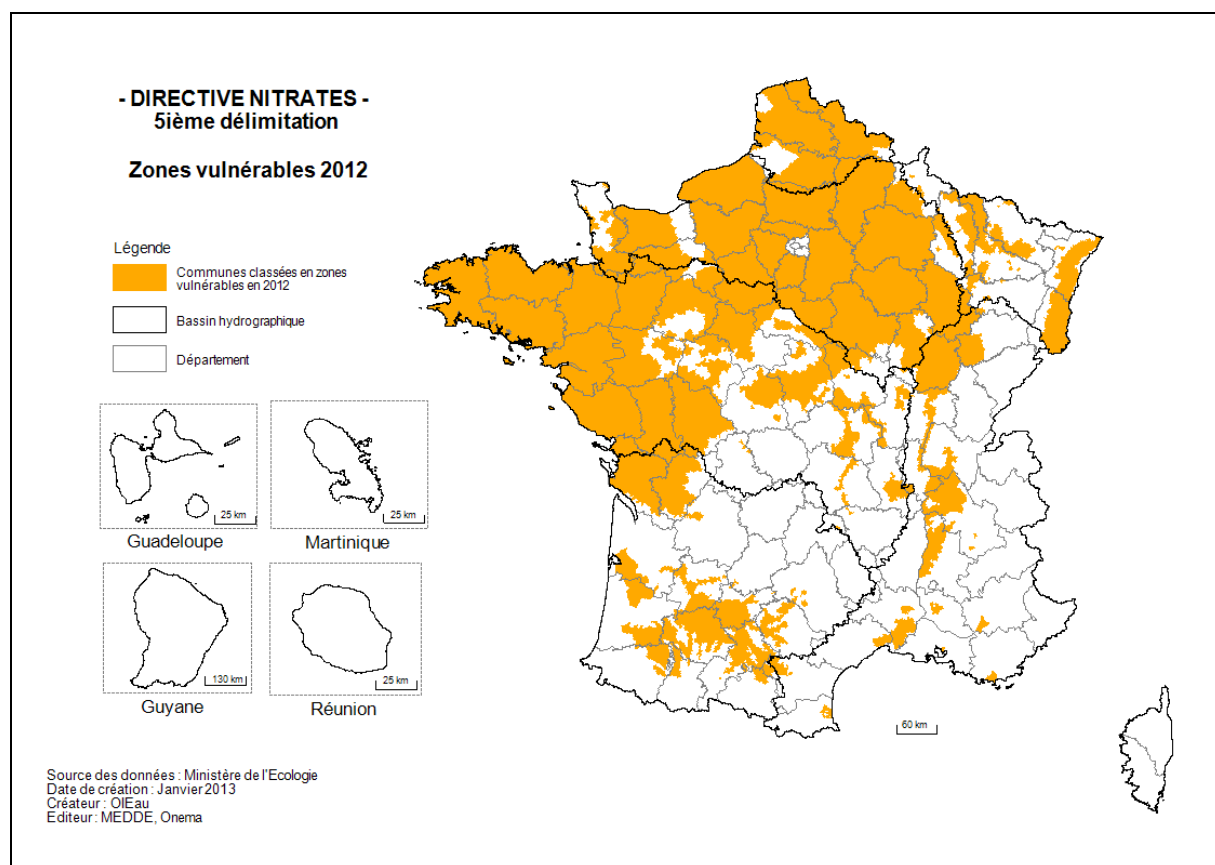 - DIRECTIVE NITRATES -
5ième délimitation
Zones vulnérables 2012
Légende
Communes classées en zones
vulnérables en 2012
Bassin hydrographique
Département
25 km
Guadeloupe
25 km
Martinique
130 km
Guyane
25 km
Réunion
60 km
Source des données : Ministère de l'Ecologie
Date de création : Janvier 2013
Créateur : OIEau
Editeur : MEDDE, Onema